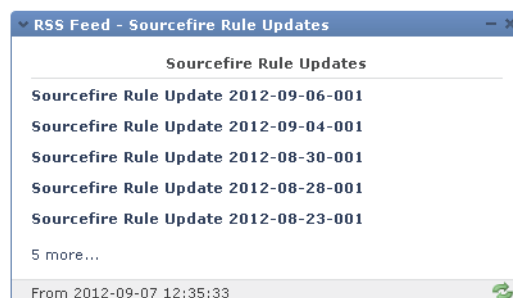 RSS Feed - Sourcefire Rule Updates
Sourcefire Rule Updates
Sourcefire Rule Update 2012-09-06-001
Sourcefire Rule Update 2012-09-04-001
Sourcefire Rule Update 2012-08-30-001
Sourcefire Rule Update 2012-08-28-001
Sourcefire Rule Update 2012-08-23-001
5 more...
From 2012-09-07 12:35:33